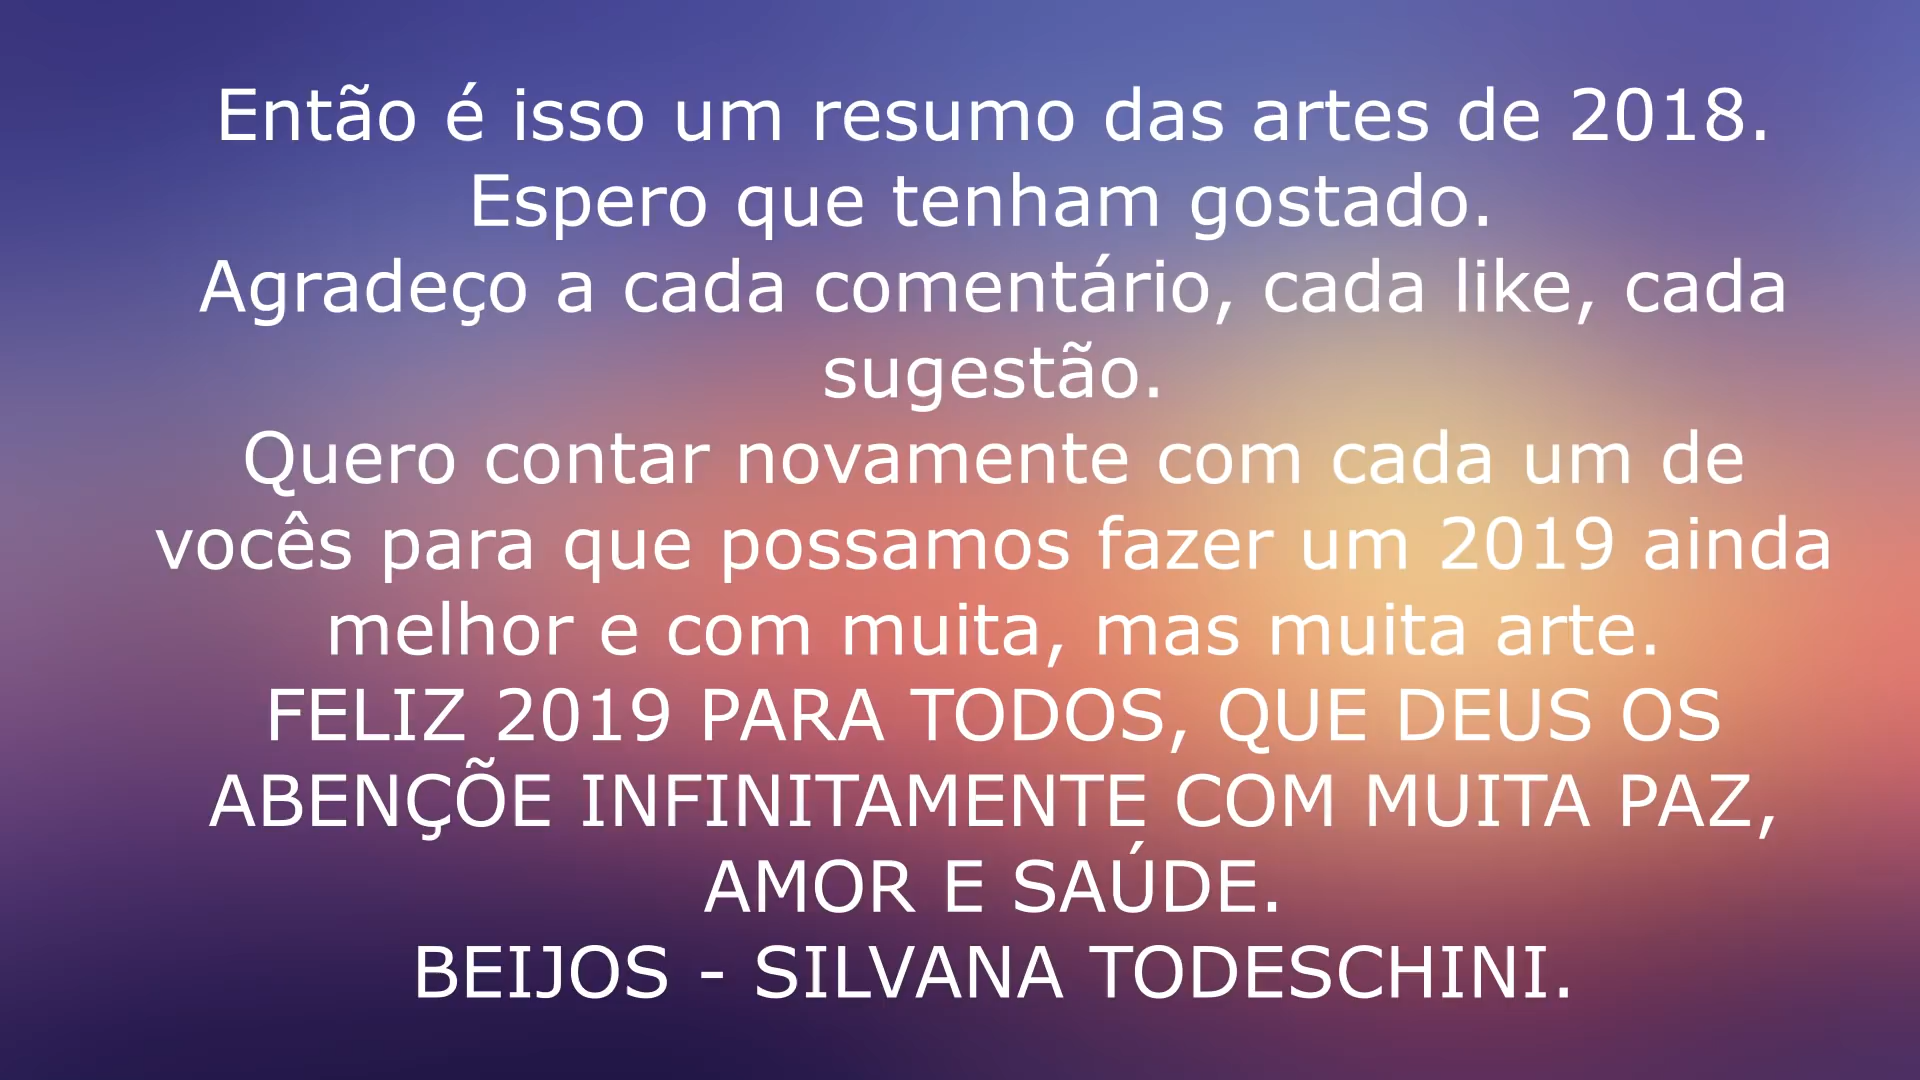 Então é isso um resumo das artes de 2018.
Espero que tenham gostado.
Agradeço a cada comentário, cada like, cada
sugestão.
Quero contar novamente com cada um de
vocês para que possamos fazer um 2019 ainda
melhor e com muita, mas muita arte.
FELIZ 2019 PARA TODOS, QUE DEUS OS
ABENÇÕE INFINITAMENTE COM MUITA PAZ,
AMOR E SAÚDE.
BEIJOS - SILVANA TODESCHINI.